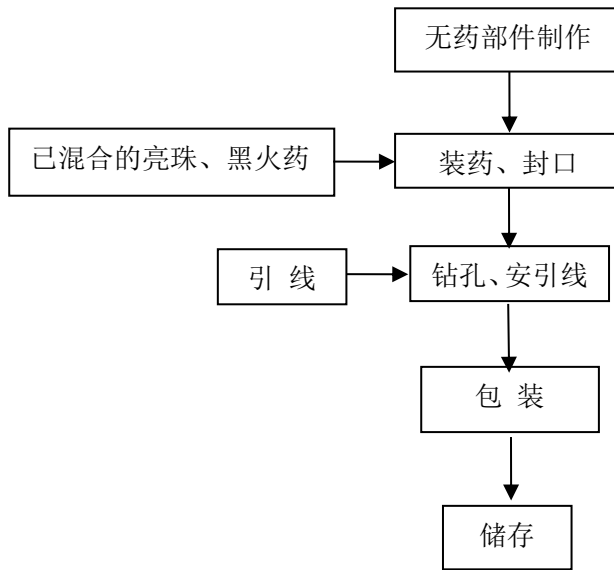 无药部件制作
已混合的亮珠、黑火药
装药、封口
引 线
钻孔、安引线
包 装
储存